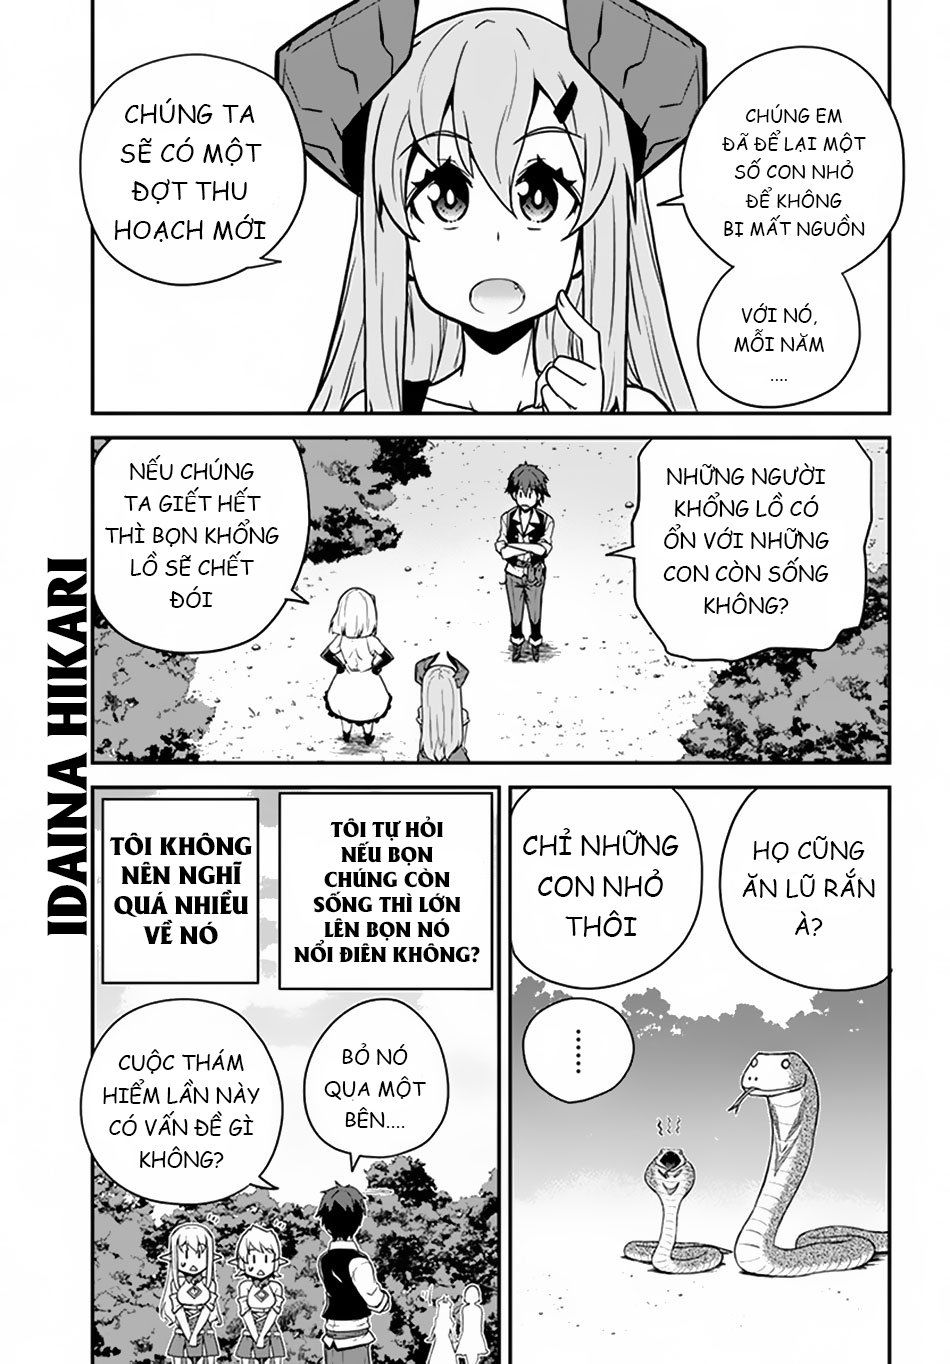 CHÚNG EM
ĐÃ ĐỂ LẠI MỘT
SỐ CON NHỎ
ĐỂ KHÔNG
BỊ MẤT NGUỒN
VỚI NÓ,
MỖI NĂM
....
CHÚNG TA
SẼ CÓ MỘT
ĐỢT THU
HOẠCH MỚI
NHỮNG NGƯỜI
KHỔNG LỒ CÓ
ỔN VỚI NHỮNG
CON CÒN SỐNG
KHÔNG?
NẾU CHÚNG
TA GIẾT HẾT
THÌ BỌN KHỔNG
LỒ SẼ CHẾT
ĐÓI
IDAINA HIKARI
HỌ CŨNG
ĂN LŨ RẮN
À?
CHỈ NHỮNG
CON NHỎ
THÔI
......
TÔI TỰ HỎI
NẾU BỌN
CHÚNG CÒN
SỐNG THÌ LỚN
LÊN BỌN NÓ
NỔI ĐIÊN KHÔNG?
TÔI KHÔNG
NÊN NGHĨ
QUÁ NHIỀU
VỀ NÓ
BỎ NÓ
QUA MỘT
BÊN....
CUỘC THÁM
HIỂM LẦN NÀY
CÓ VẤN ĐỀ GÌ
KHÔNG?